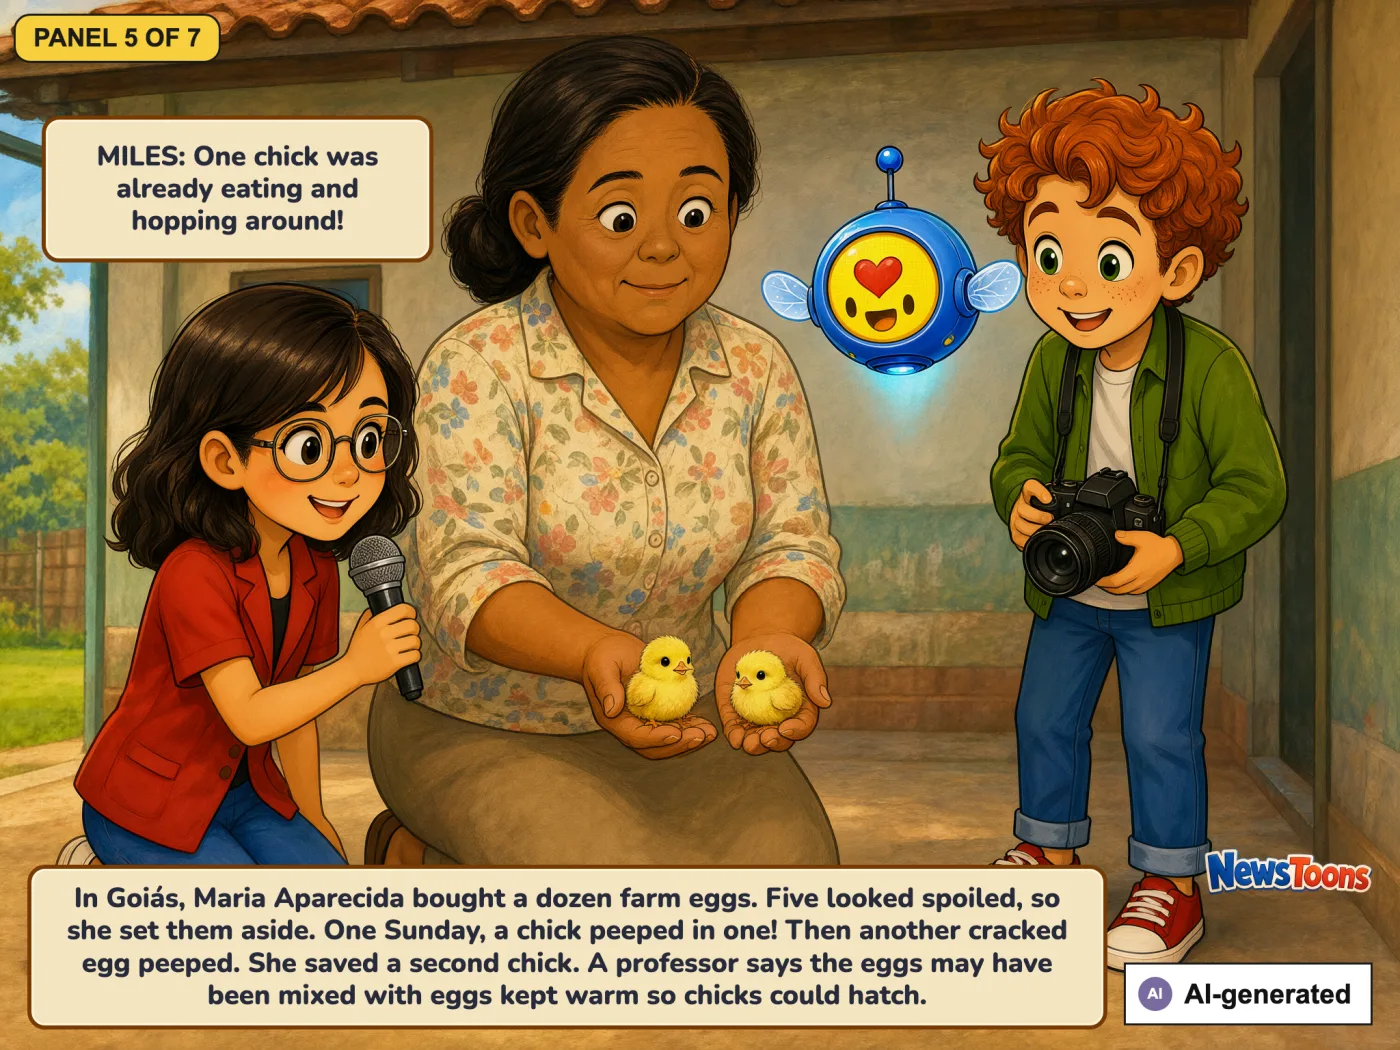 PANEL 5 OF 7
MILES: One chick was
already eating and
hopping around!
In Goiás, Maria Aparecida bought a dozen farm eggs. Five looked spoiled, so
she set them aside. One Sunday, a chick peeped in one! Then another cracked
egg peeped. She saved a second chick. A professor says the eggs may have
been mixed with eggs kept warm so chicks could hatch.
NEWSTOONS
AI AI-generated